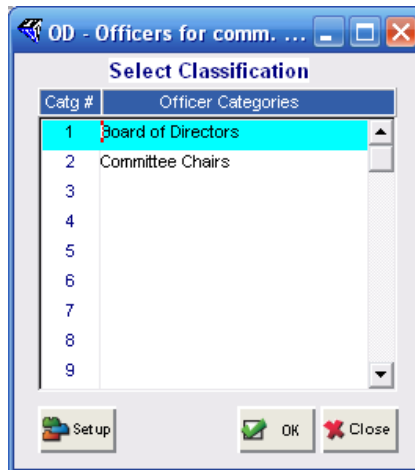 OD - Officers for comm. ...
Select Classification
Catg # Officer Categories
1 Board of Directors
2 Committee Chairs
3
4
5
6
7
8
9
Setup OK Close